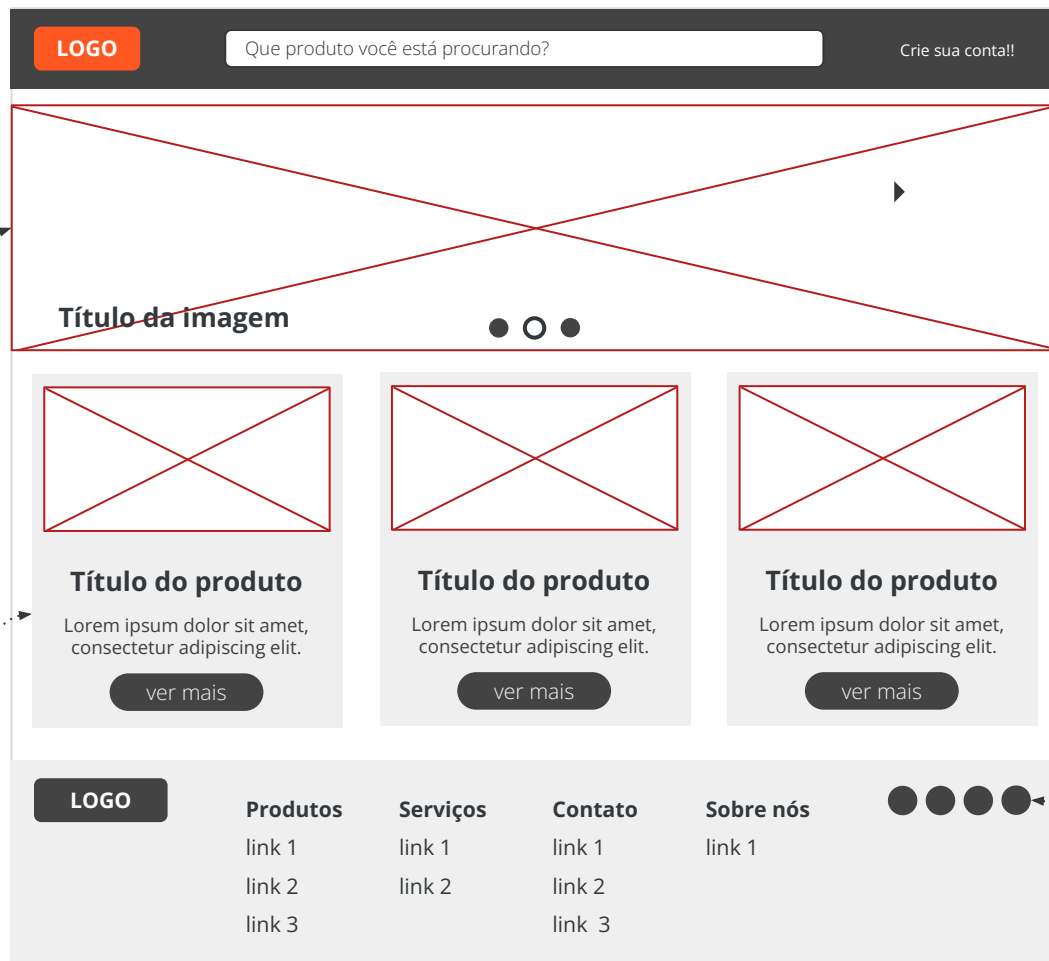 LOGO
Que produto você está procurando?
Crie sua conta!!
Título da imagem
Título do produto
Lorem ipsum dolor sit amet,
consectetur adipiscing elit.
ver mais
Título do produto
Lorem ipsum dolor sit amet,
consectetur adipiscing elit.
ver mais
Título do produto
Lorem ipsum dolor sit amet,
consectetur adipiscing elit.
ver mais
LOGO
Produtos
link 1
link 2
link 3
Serviços
link 1
link 2
Contato
link 1
link 2
link  3
Sobre nós
link 1